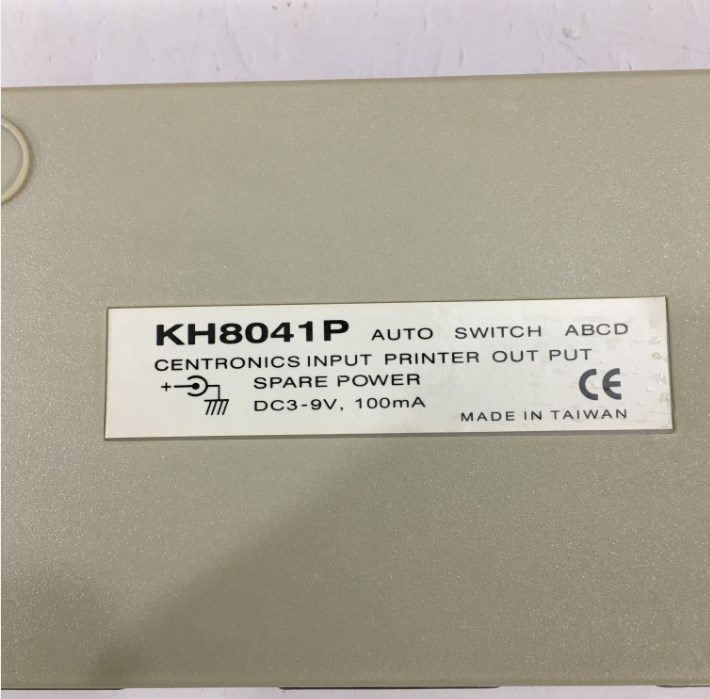 KH8041P AUTO SWITCH ABCD
CENTRONICS INPUT PRINTER OUT PUT
+ SPARE POWER CE
DC3-9V, 100mA
MADE IN TAIWAN